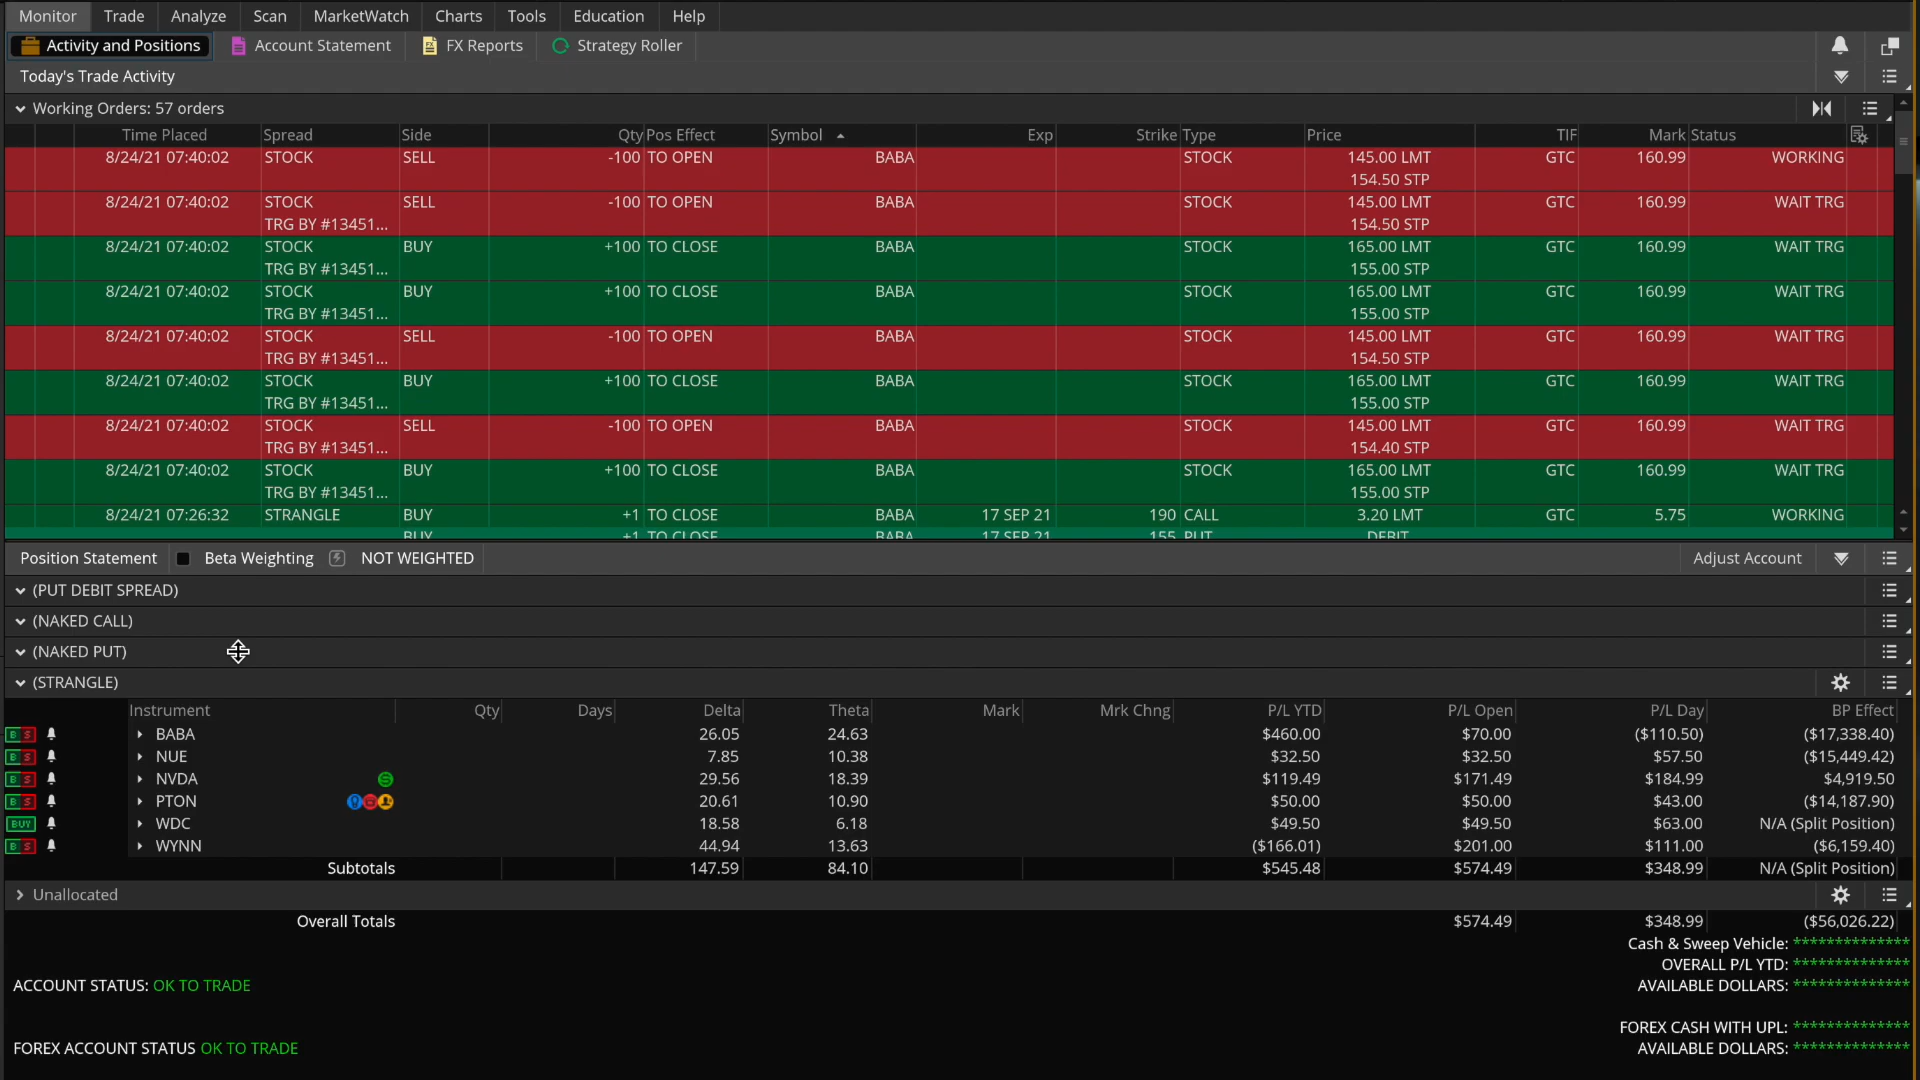 Monitor Trade Analyze Scan MarketWatch Charts Tools Education Help
Activity and Positions Account Statement FX Reports Strategy Roller
Today's Trade Activity
Working Orders: 57 orders
Time Placed Spread Side Qty Pos Effect Symbol Exp Strike Type Price TIF Mark Status
8/24/21 07:40:02 STOCK SELL -100 TO OPEN BABA STOCK 145.00 LMT GTC 160.99 WORKING
154.50 STP
8/24/21 07:40:02 STOCK SELL -100 TO OPEN BABA STOCK 145.00 LMT GTC 160.99 WAIT TRG
TRG BY #13451... 154.50 STP
8/24/21 07:40:02 STOCK BUY +100 TO CLOSE BABA STOCK 165.00 LMT GTC 160.99 WAIT TRG
TRG BY #13451... 155.00 STP
8/24/21 07:40:02 STOCK BUY +100 TO CLOSE BABA STOCK 165.00 LMT GTC 160.99 WAIT TRG
TRG BY #13451... 155.00 STP
8/24/21 07:40:02 STOCK SELL -100 TO OPEN BABA STOCK 145.00 LMT GTC 160.99 WAIT TRG
TRG BY #13451... 154.50 STP
8/24/21 07:40:02 STOCK BUY +100 TO CLOSE BABA STOCK 165.00 LMT GTC 160.99 WAIT TRG
TRG BY #13451... 155.00 STP
8/24/21 07:40:02 STOCK SELL -100 TO OPEN BABA STOCK 145.00 LMT GTC 160.99 WAIT TRG
TRG BY #13451... 154.40 STP
8/24/21 07:40:02 STOCK BUY +100 TO CLOSE BABA STOCK 165.00 LMT GTC 160.99 WAIT TRG
TRG BY #13451... 155.00 STP
8/24/21 07:26:32 STRANGLE BUY +1 TO CLOSE BABA 17 SEP 21 190 CALL 3.20 LMT GTC 5.75 WORKING
BUY +1 TO CLOSE BABA 17 SEP 21 155 PUT DEBIT
Position Statement Beta Weighting NOT WEIGHTED Adjust Account
(PUT DEBIT SPREAD)
(NAKED CALL)
(NAKED PUT)
(STRANGLE)
Instrument Qty Days Delta Theta Mark Mrk Chng P/L YTD P/L Open P/L Day BP Effect
B S BABA 26.05 24.63 $460.00 $70.00 ($110.50) ($17,338.40)
B S NUE 7.85 10.38 $32.50 $32.50 $57.50 ($15,449.42)
B S NVDA 29.56 18.39 $119.49 $171.49 $184.99 $4,919.50
B S PTON 20.61 10.90 $50.00 $50.00 $43.00 ($14,187.90)
BUY WDC 18.58 6.18 $49.50 $49.50 $63.00 N/A (Split Position)
B S WYNN 44.94 13.63 ($166.01) $201.00 $111.00 ($6,159.40)
Subtotals 147.59 84.10 $545.48 $574.49 $348.99 N/A (Split Position)
Unallocated
Overall Totals $574.49 $348.99 ($56,026.22)
Cash & Sweep Vehicle: **************
OVERALL P/L YTD: **************
ACCOUNT STATUS: OK TO TRADE AVAILABLE DOLLARS: **************
FOREX CASH WITH UPL: **************
FOREX ACCOUNT STATUS OK TO TRADE AVAILABLE DOLLARS: **************